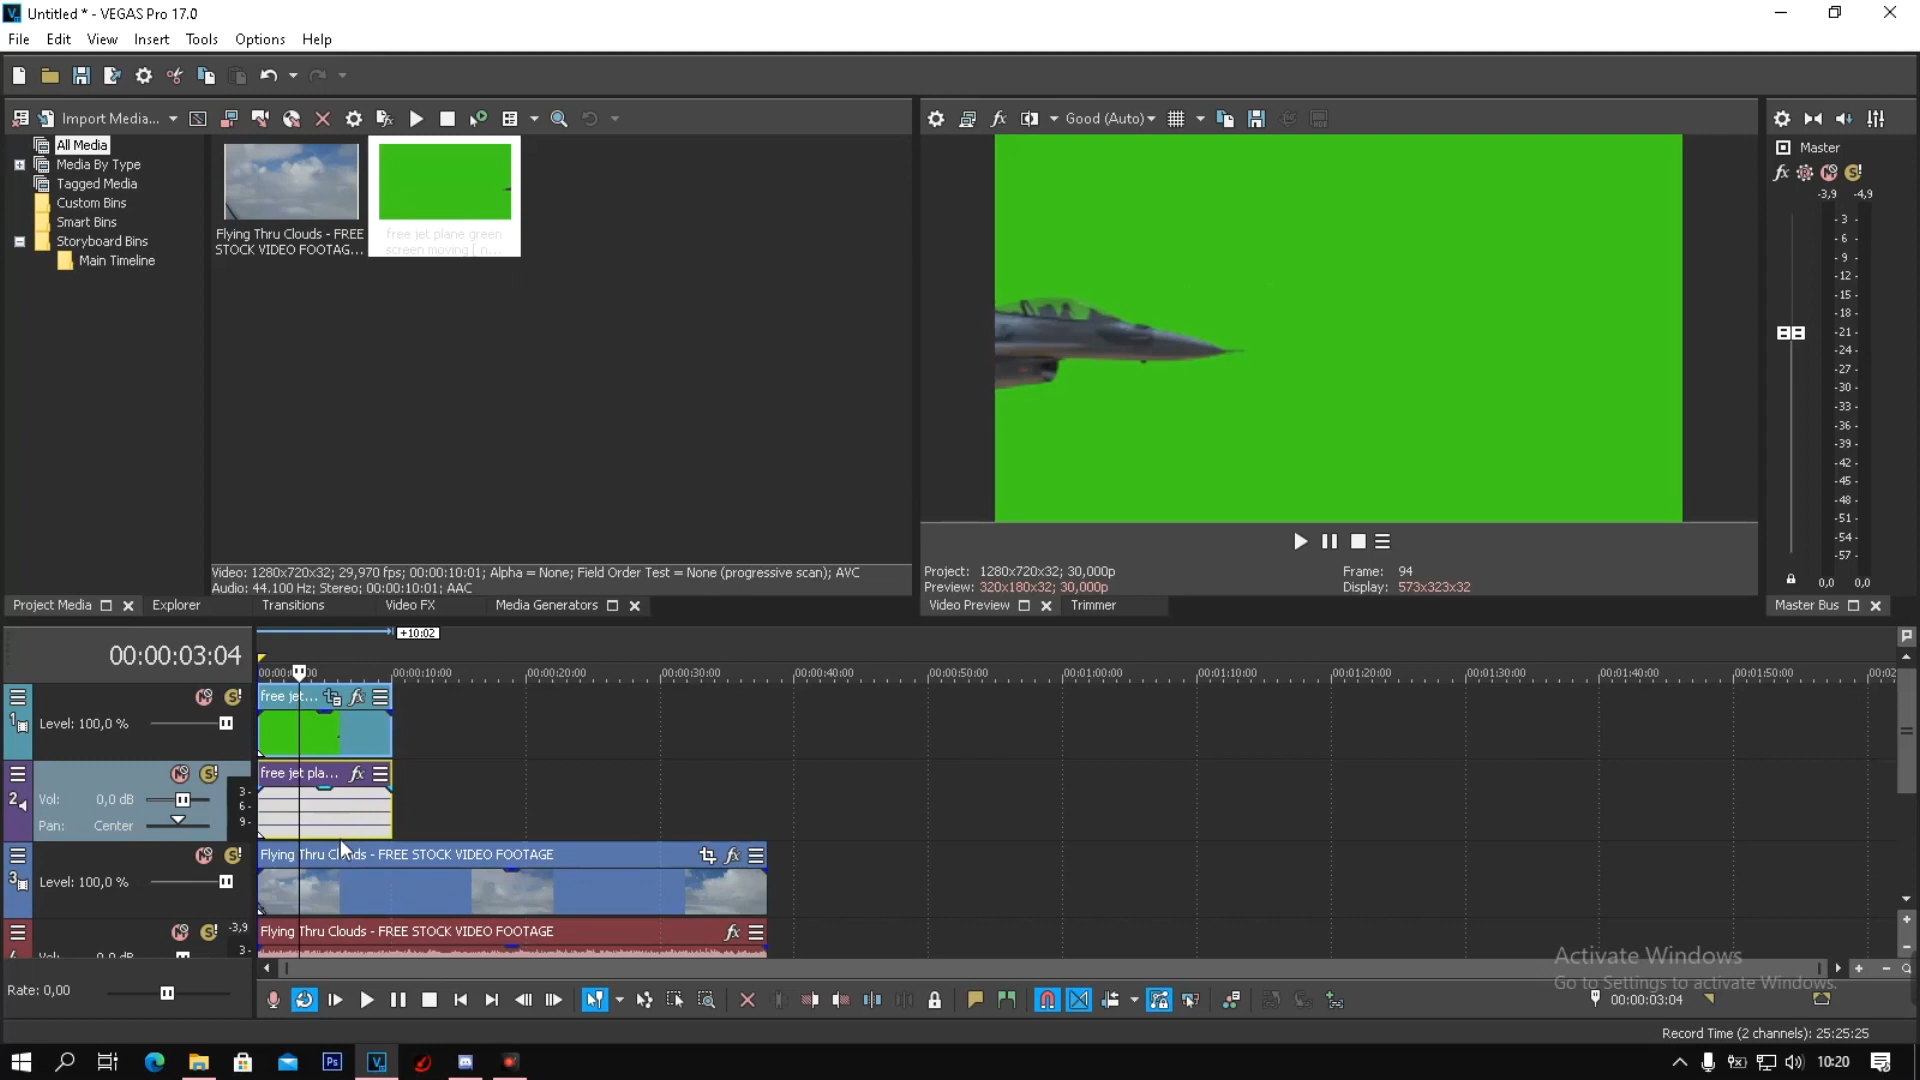 Untitled * - VEGAS Pro 17.0
File Edit View Insert Tools Options Help
Import Media...
Good (Auto)
All Media
Media By Type
Tagged Media
Custom Bins
Smart Bins
Storyboard Bins
Main Timeline
Flying Thru Clouds - FREE
STOCK VIDEO FOOTAG...
free jet plane green
screen moving [ n...
Master
-3,9 -4,9
- 3 -
- 6 -
- 9 -
-12-
-15-
-18-
-21-
-24-
-27-
-30-
-33-
-36-
-39-
-42-
-45-
-48-
-51-
-54-
-57-
0,0 0,0
Video: 1280x720x32; 29,970 fps; 00:00:10:01; Alpha = None; Field Order Test = None (progressive scan); AVC
Audio: 44.100 Hz; Stereo; 00:00:10:01; AAC
Project: 1280x720x32; 30,000p
Preview: 320x180x32; 30,000p
Frame: 94
Display: 573x323x32
Project Media Explorer Transitions Video FX Media Generators
Video Preview Trimmer
Master Bus
+10:02
00:00:03:04
00:00:10:00 00:00:20:00 00:00:30:00 00:00:40:00 00:00:50:00 00:01:00:00 00:01:10:00 00:01:20:00 00:01:30:00 00:01:40:00 00:01:50:00 00:02
1
Level: 100,0 %
free jet...
2
Vol: 0,0 dB
Pan: Center
3-
6-
9-
free jet pla...
3
Level: 100,0 %
Flying Thru Clouds - FREE STOCK VIDEO FOOTAGE
-3,9
3-
Flying Thru Clouds - FREE STOCK VIDEO FOOTAGE
Rate: 0,00
Activate Windows
Go to Settings to activate Windows.
00:00:03:04
Record Time (2 channels): 25:25:25
Ps
10:20